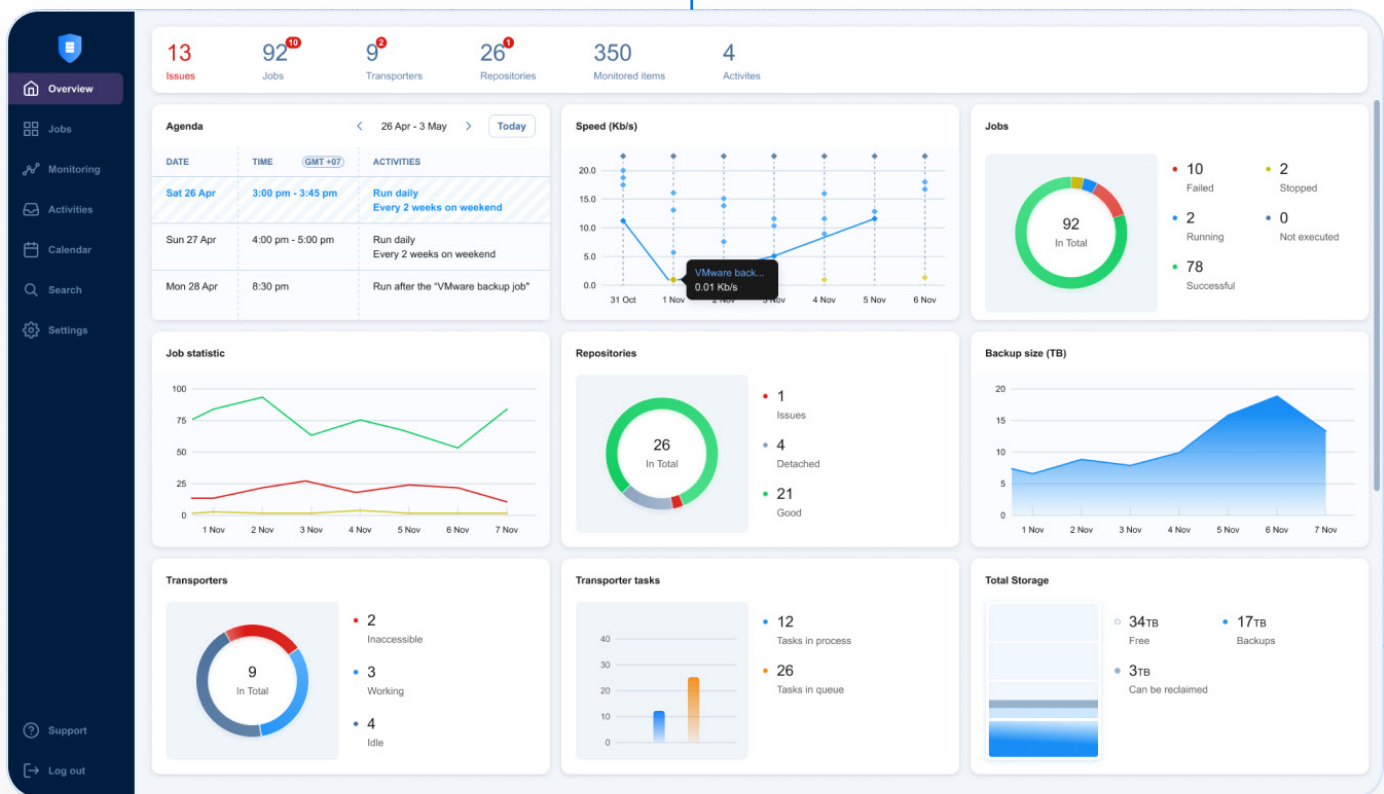 13
Issues
92
10
Jobs
9
2
Transporters
26
1
Repositories
350
Monitored items
4
Activites
Overview
Jobs
Monitoring
Activities
Calendar
Search
Settings
Support
Log out
Agenda
26 Apr - 3 May
Today
DATE
TIME
GMT +07
ACTIVITIES
Sat 26 Apr
3:00 pm - 3:45 pm
Run daily
Every 2 weeks on weekend
Sun 27 Apr
4:00 pm - 5:00 pm
Run daily
Every 2 weeks on weekend
Mon 28 Apr
8:30 pm
Run after the "VMware backup job"
Speed (Kb/s)
20.0
15.0
10.0
5.0
0.0
VMware back...
0.01 Kb/s
31 Oct
1 Nov
2 Nov
3 Nov
4 Nov
5 Nov
6 Nov
Jobs
92
In Total
10
Failed
2
Stopped
2
Running
0
Not executed
78
Successful
Job statistic
100
75
50
25
0
1 Nov
2 Nov
3 Nov
4 Nov
5 Nov
6 Nov
7 Nov
Repositories
26
In Total
1
Issues
4
Detached
21
Good
Backup size (TB)
20
15
10
5
0
1 Nov
2 Nov
3 Nov
4 Nov
5 Nov
6 Nov
7 Nov
Transporters
9
In Total
2
Inaccessible
3
Working
4
Idle
Transporter tasks
40
30
20
10
0
12
Tasks in process
26
Tasks in queue
Total Storage
34TB
Free
17TB
Backups
3TB
Can be reclaimed